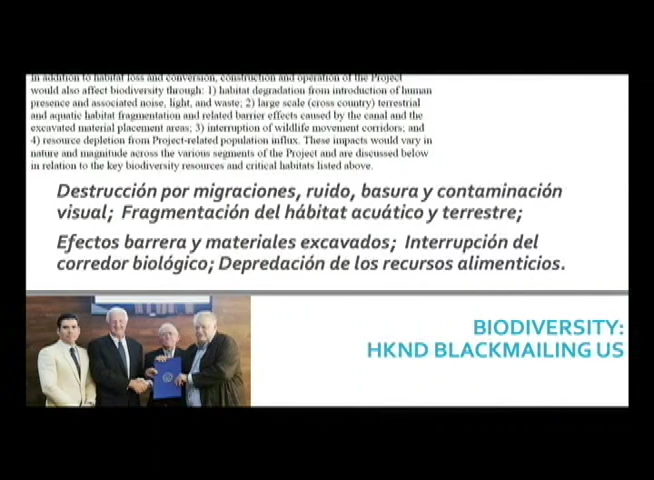 In addition to habitat loss and conversion, construction and operation of the Project
would also affect biodiversity through: 1) habitat degradation from introduction of human
presence and associated noise, light, and waste; 2) large scale (cross country) terrestrial
and aquatic habitat fragmentation and related barrier effects caused by the canal and the
excavated material placement areas; 3) interruption of wildlife movement corridors; and
4) resource depletion from Project-related population influx. These impacts would vary in
nature and magnitude across the various segments of the Project and are discussed below
in relation to the key biodiversity resources and critical habitats listed above.
Destrucción por migraciones, ruido, basura y contaminación
visual; Fragmentación del hábitat acuático y terrestre;
Efectos barrera y materiales excavados; Interrupción del
corredor biológico; Depredación de los recursos alimenticios.
BIODIVERSITY:
HKND BLACKMAILING US